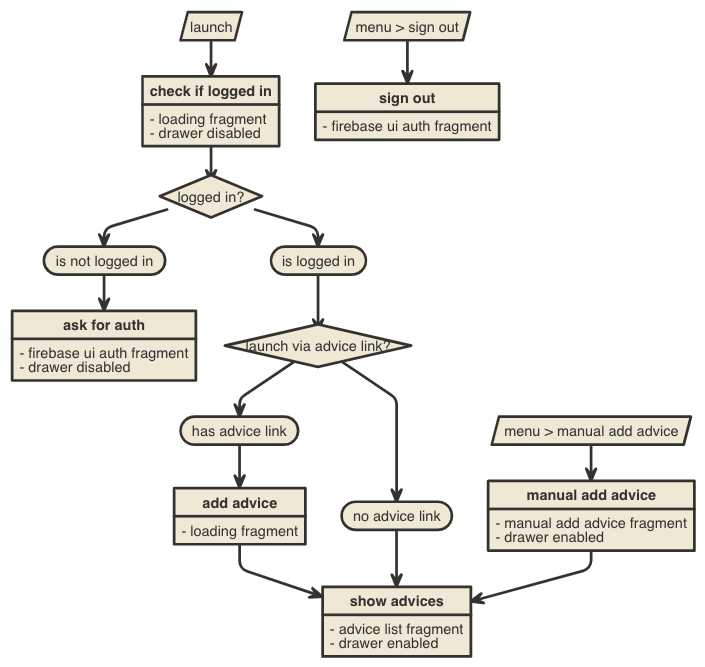 launch
menu > sign out
check if logged in
- loading fragment
- drawer disabled
sign out
- firebase ui auth fragment
logged in?
is not logged in
is logged in
ask for auth
- firebase ui auth fragment
- drawer disabled
launch via advice link?
has advice link
menu > manual add advice
add advice
- loading fragment
no advice link
manual add advice
- manual add advice fragment
- drawer enabled
show advices
- advice list fragment
- drawer enabled